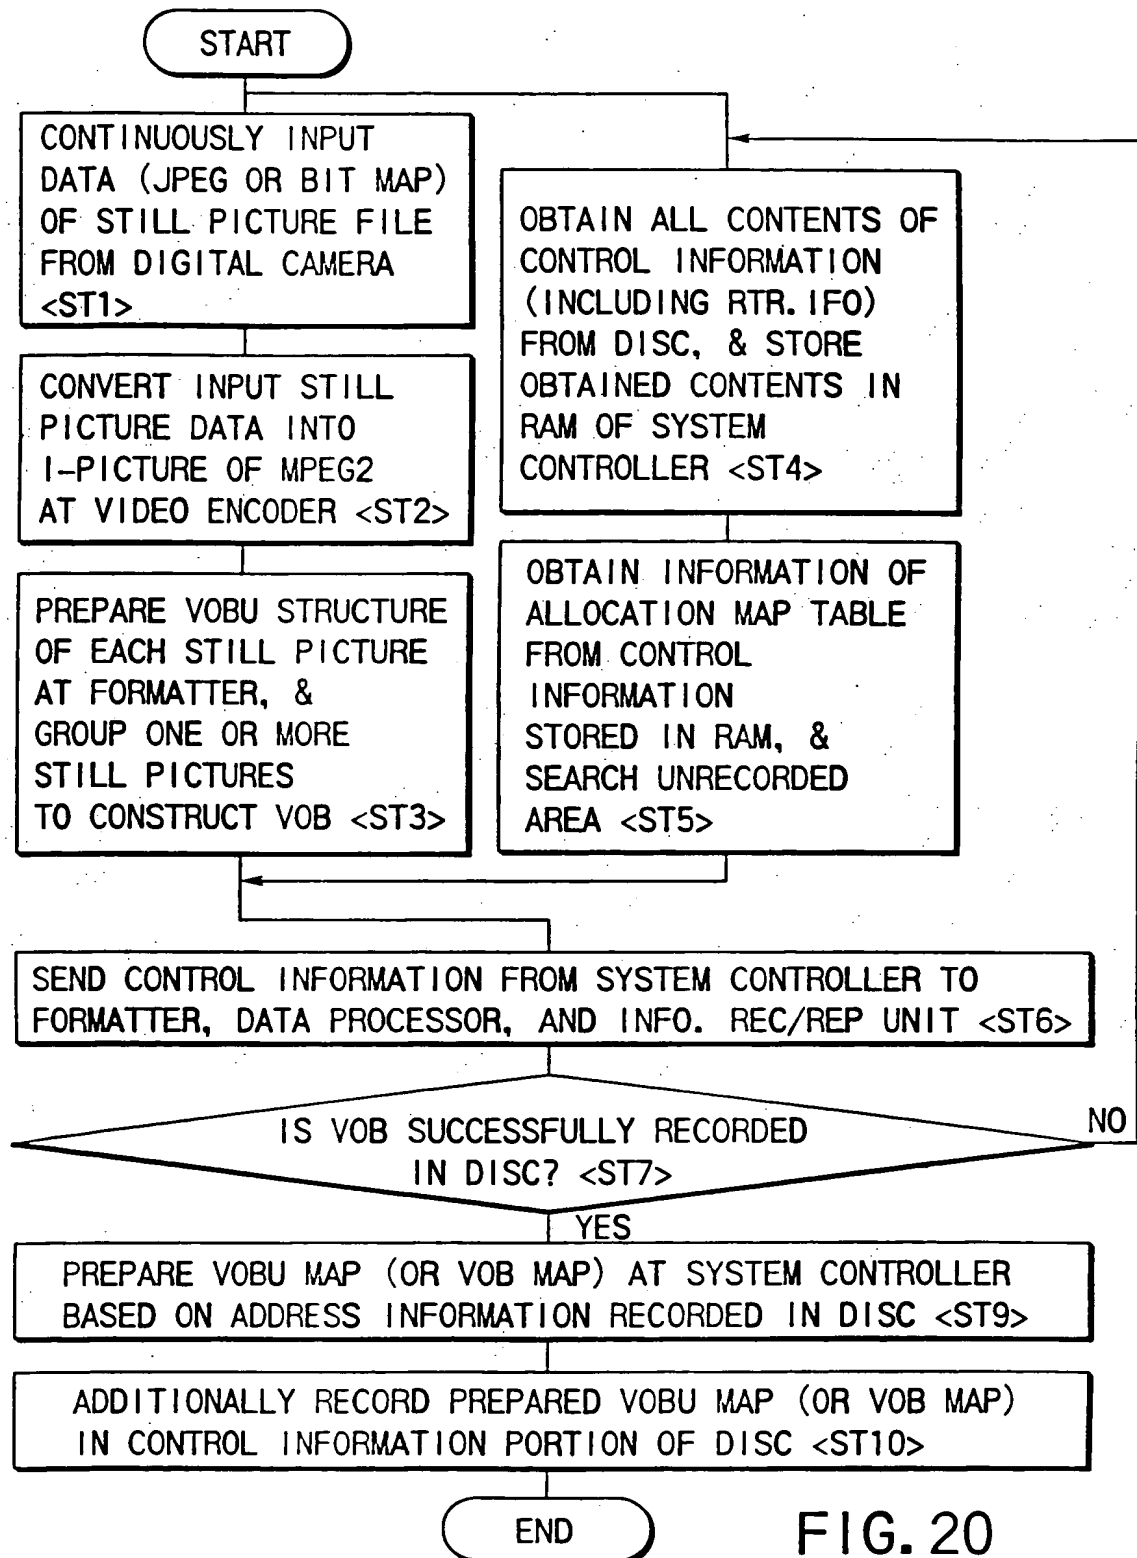 START
CONTINUOUSLY INPUT
DATA (JPEG OR BIT MAP)
OF STILL PICTURE FILE
FROM DIGITAL CAMERA
<ST1>
CONVERT INPUT STILL
PICTURE DATA INTO
I-PICTURE OF MPEG2
AT VIDEO ENCODER <ST2>
PREPARE VOBU STRUCTURE
OF EACH STILL PICTURE
AT FORMATTER, &
GROUP ONE OR MORE
STILL PICTURES
TO CONSTRUCT VOB <ST3>
OBTAIN ALL CONTENTS OF
CONTROL INFORMATION
(INCLUDING RTR.IFO)
FROM DISC, & STORE
OBTAINED CONTENTS IN
RAM OF SYSTEM
CONTROLLER <ST4>
OBTAIN INFORMATION OF
ALLOCATION MAP TABLE
FROM CONTROL
INFORMATION
STORED IN RAM, &
SEARCH UNRECORDED
AREA <ST5>
SEND CONTROL INFORMATION FROM SYSTEM CONTROLLER TO
FORMATTER, DATA PROCESSOR, AND INFO. REC/REP UNIT <ST6>
IS VOB SUCCESSFULLY RECORDED
IN DISC? <ST7>
NO
YES
PREPARE VOBU MAP (OR VOB MAP) AT SYSTEM CONTROLLER
BASED ON ADDRESS INFORMATION RECORDED IN DISC <ST9>
ADDITIONALLY RECORD PREPARED VOBU MAP (OR VOB MAP)
IN CONTROL INFORMATION PORTION OF DISC <ST10>
END
FIG. 20